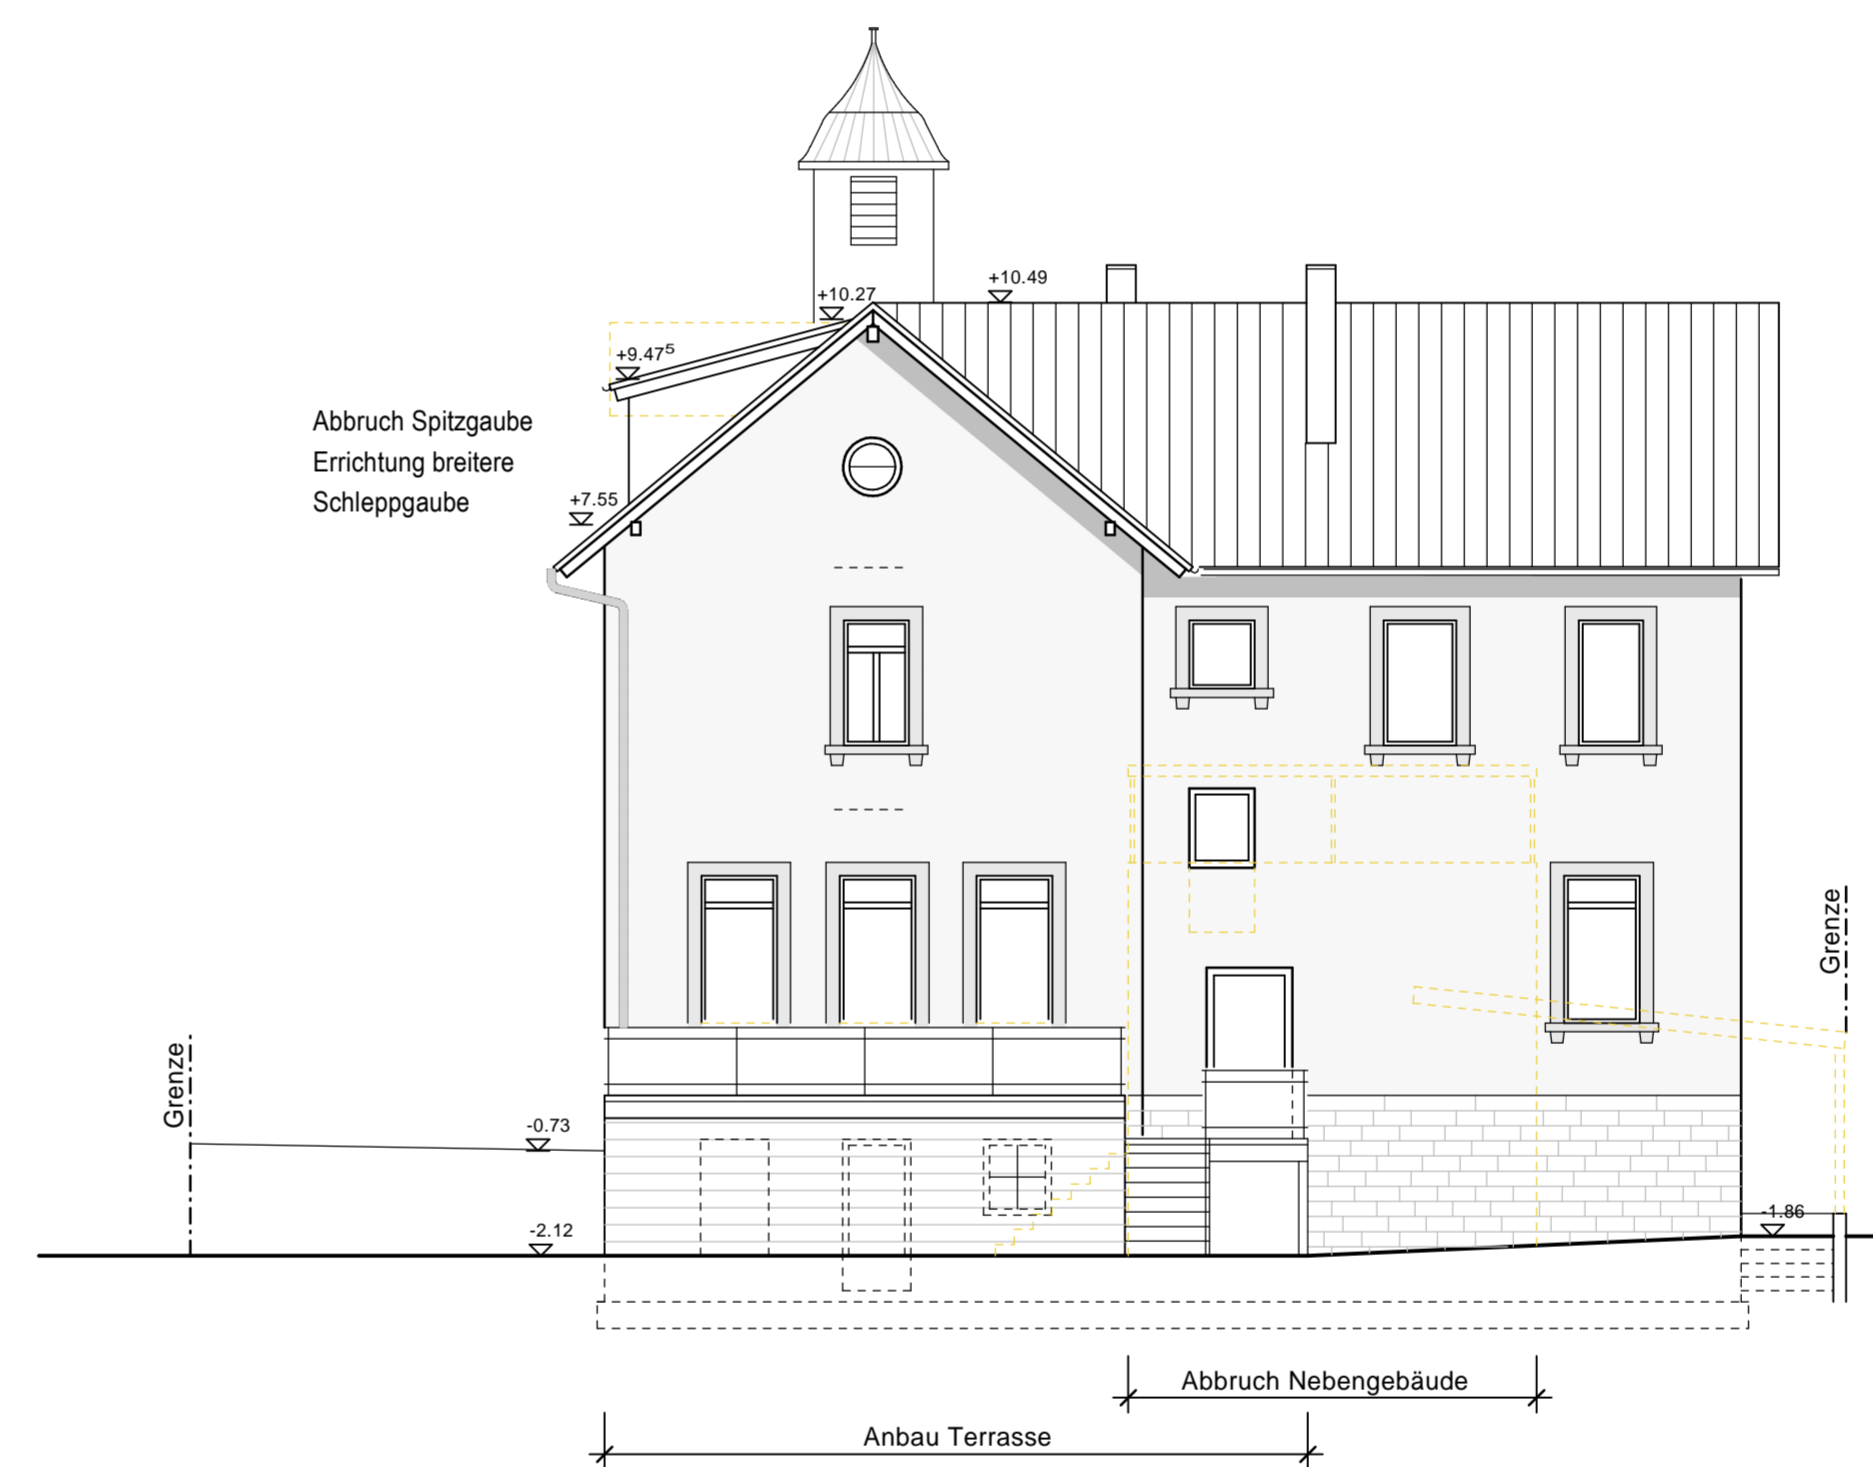 +10.49
+10.27
+9.47⁵
Abbruch Spitzgaube
Errichtung breitere
Schleppgaube
+7.55
Grenze
Grenze
-0.73
-2.12
-1.86
Abbruch Nebengebäude
Anbau Terrasse